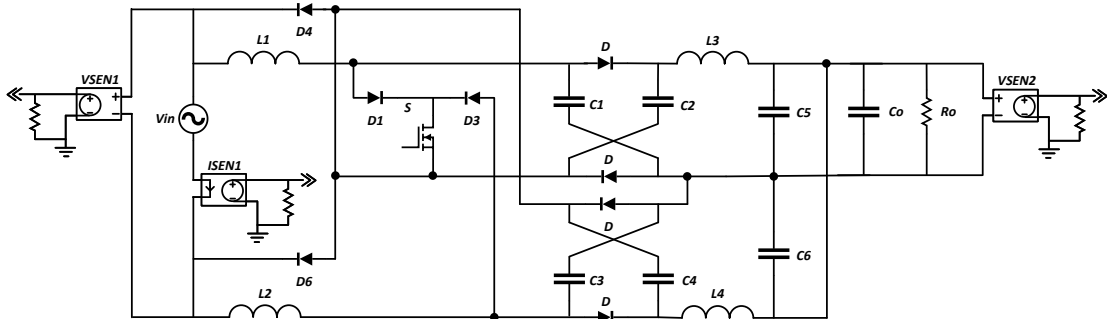 D4
L1
D
L3
VSEN1
VSEN2
+
−
+
−
+
−
+
−
D1
S
D3
C1
C2
C5
Co
Ro
Vin
ISEN1
+
−
D
D
C6
D6
C3
C4
L2
D
L4